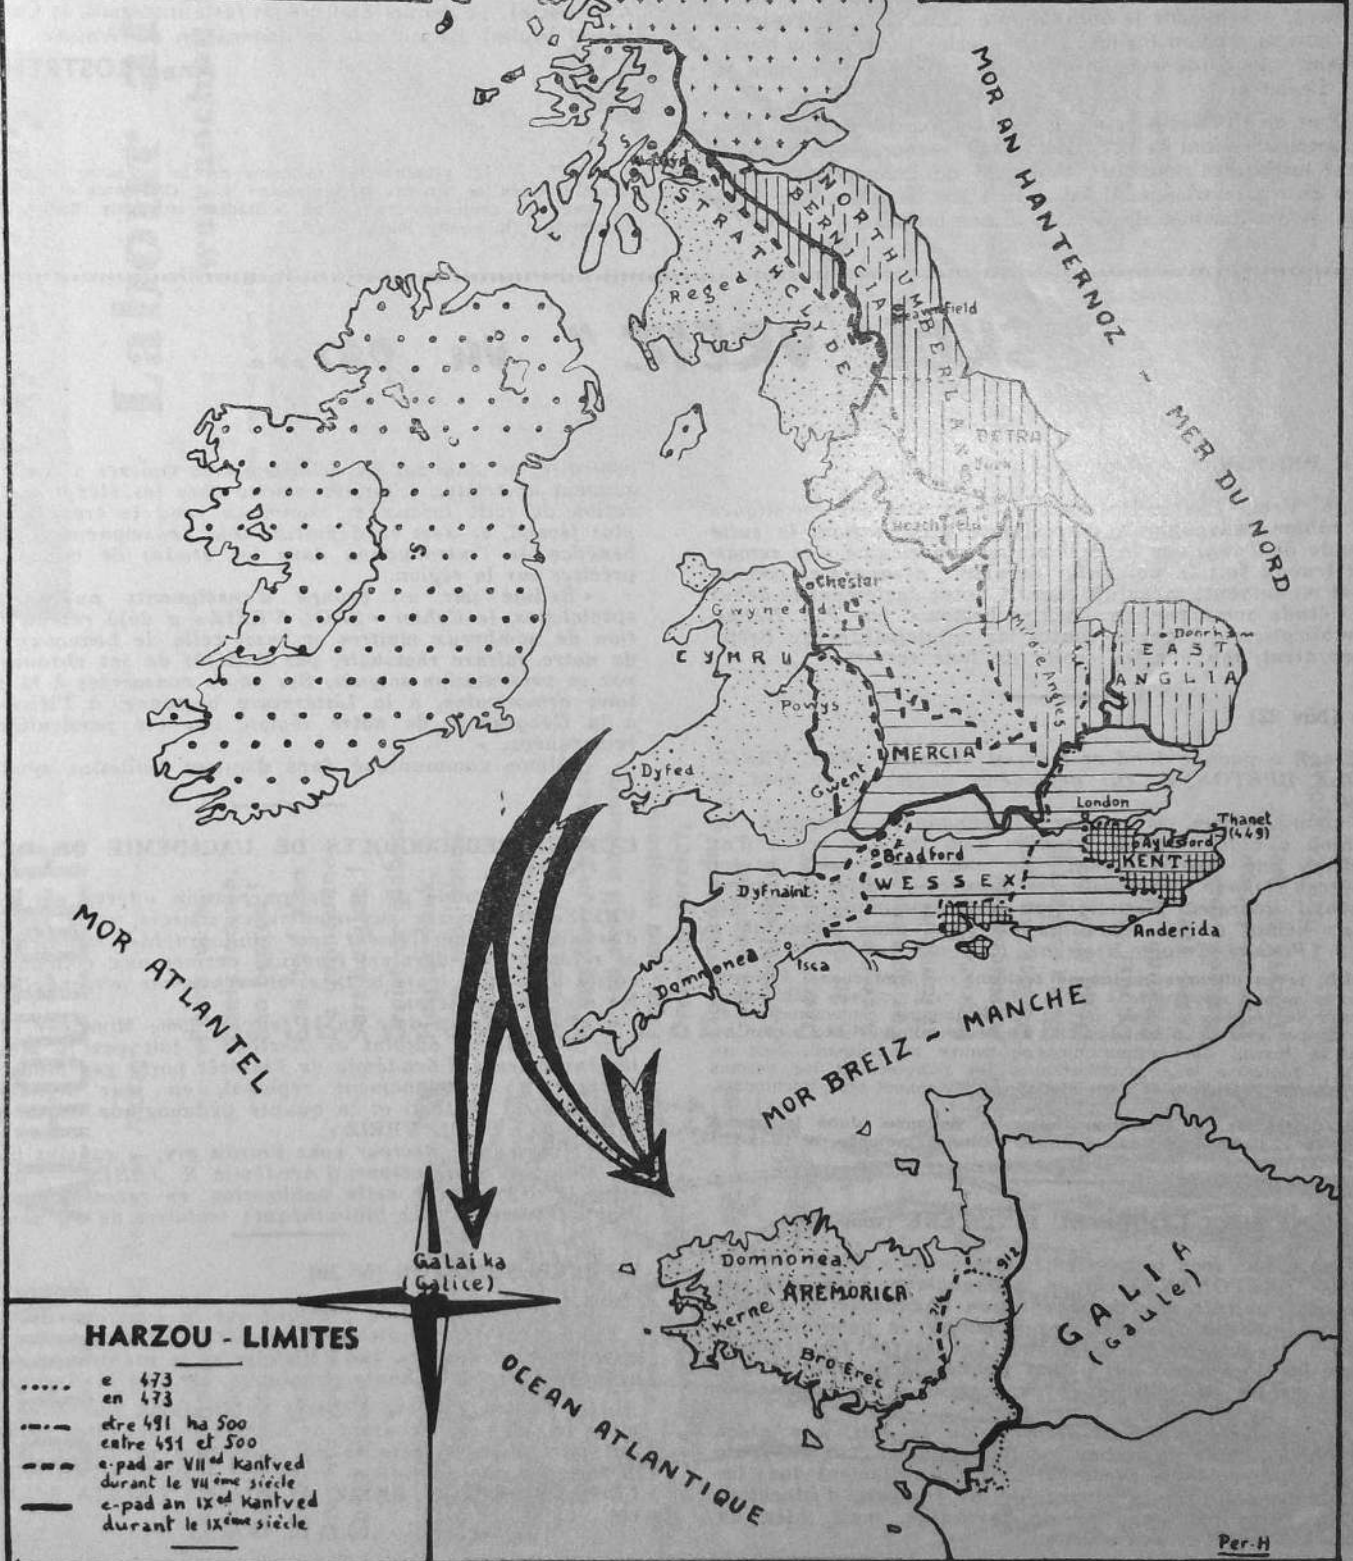 MOR AN HANTERNOZ - MER DU NORD
STRATHCLYDE
NORTHUMBERLAND
BERNICIA
Reged
field
DEIRA
York
Heathfield
S
Chester
Gwynedd
CYMRU
Powys
Gwent
Dyfed
MERCIA
Middle Angles
EAST
ANGLIA
London
Thanet
(449)
Aylesford
KENT
Bradford
WESSEX
Dyfnaint
Anderida
Isca
Domnonea
MOR ATLANTEL
MOR BREIZ - MANCHE
Galaika
(Galice)
Domnonea
AREMORICA
Kerne
Bro Erec
912
GALIA
(Gaule)
OCEAN ATLANTIQUE
HARZOU - LIMITES
e 473
en 473
etre 491 ha 500
entre 491 et 500
e-pad ar VIIed Kantved
durant le VIIème siècle
e-pad an IXed Kantved
durant le IXème siècle
Per-H